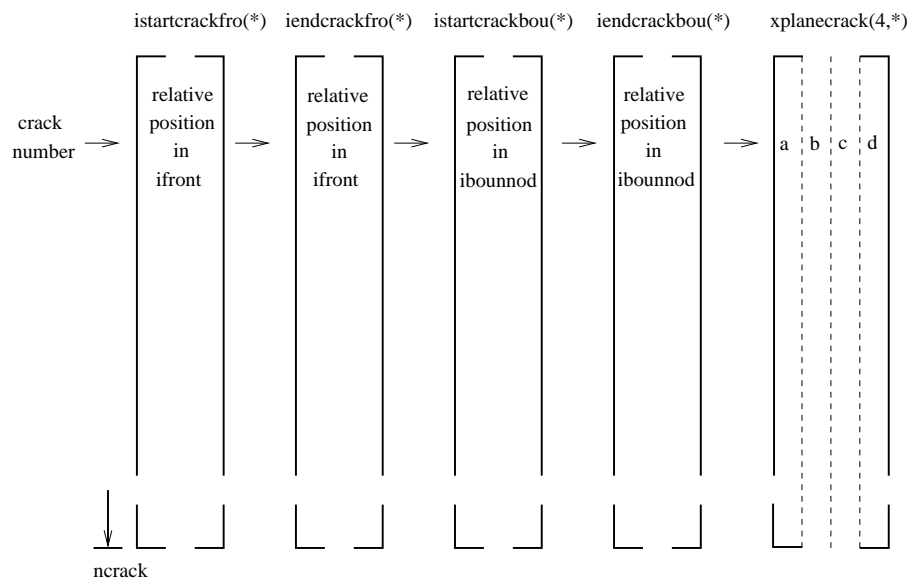 istartcrackfro(*) iendcrackfro(*) istartcrackbou(*) iendcrackbou(*) xplanecrack(4,*)
crack
number
relative
position
in
ifront
relative
position
in
ifront
relative
position
in
ibounnod
relative
position
in
ibounnod
a b c d
ncrack